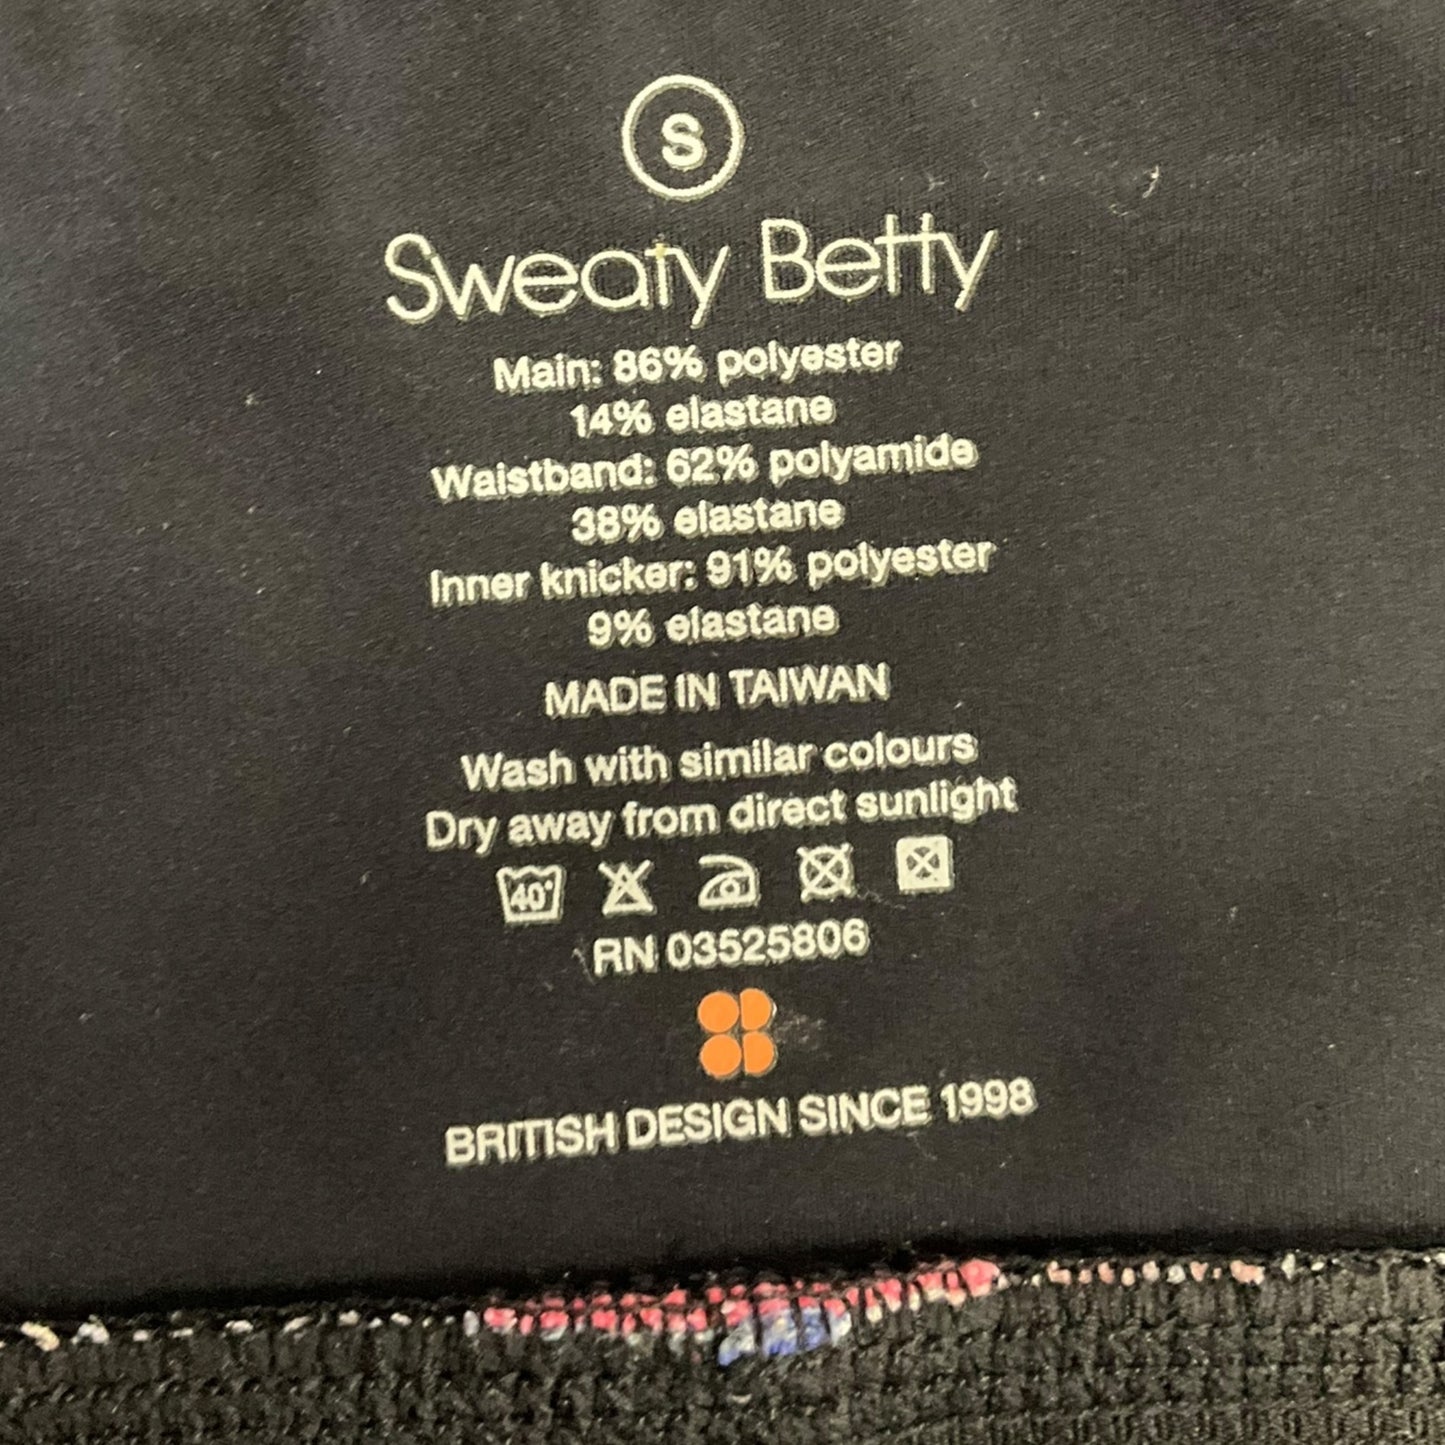 S
Sweaty Betty
Main: 86% polyester
14% elastane
Waistband: 62% polyamide
38% elastane
Inner knicker: 91% polyester
9% elastane
MADE IN TAIWAN
Wash with similar colours
Dry away from direct sunlight
40°
RN 03525806
BRITISH DESIGN SINCE 1998